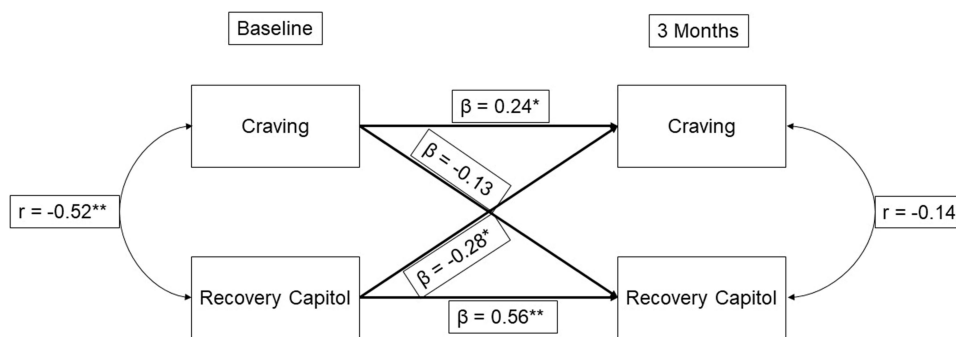 Baseline
3 Months
Craving
β = 0.24*
Craving
β = -0.13
r = -0.52**
r = -0.14
β = -0.28*
Recovery Capitol
β = 0.56**
Recovery Capitol